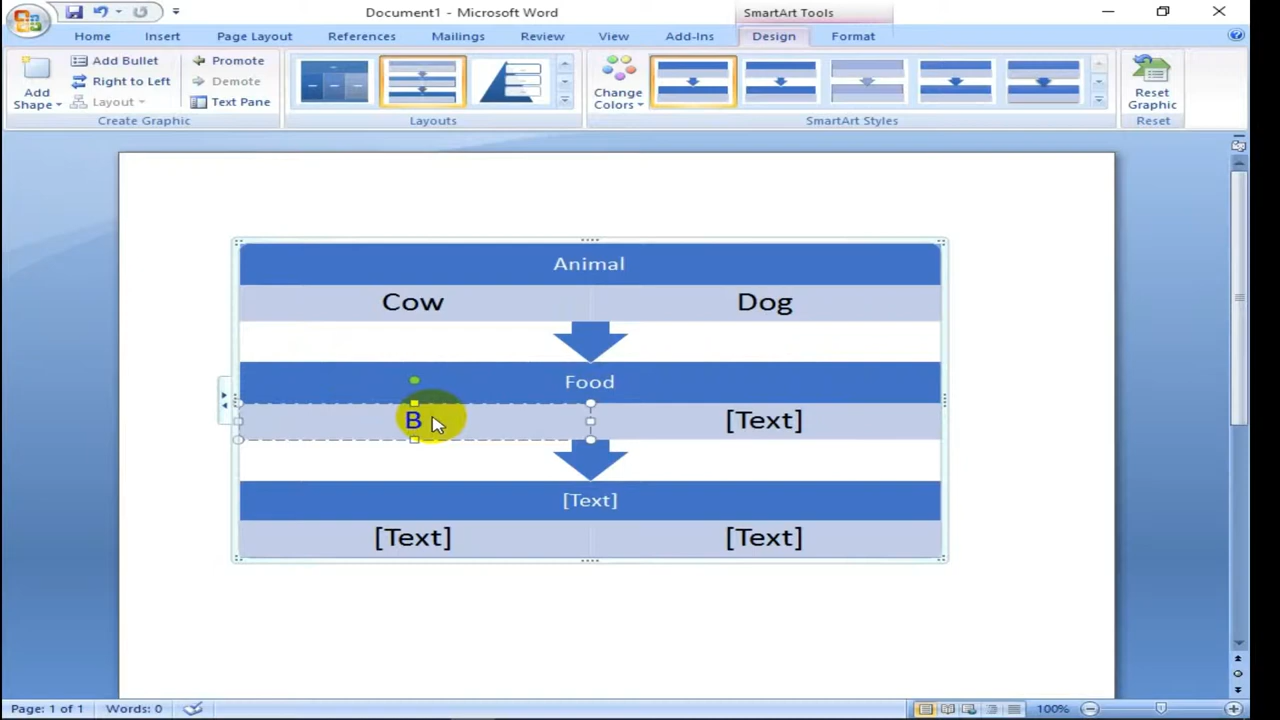 Document1 - Microsoft Word
SmartArt Tools
Home Insert Page Layout References Mailings Review View Add-Ins Design Format
Add Shape
Add Bullet
Right to Left
Layout
Promote
Demote
Text Pane
Create Graphic
Layouts
Change Colors
SmartArt Styles
Reset Graphic
Reset
Animal
Cow Dog
Food
B [Text]
[Text]
[Text] [Text]
Page: 1 of 1 Words: 0 100%